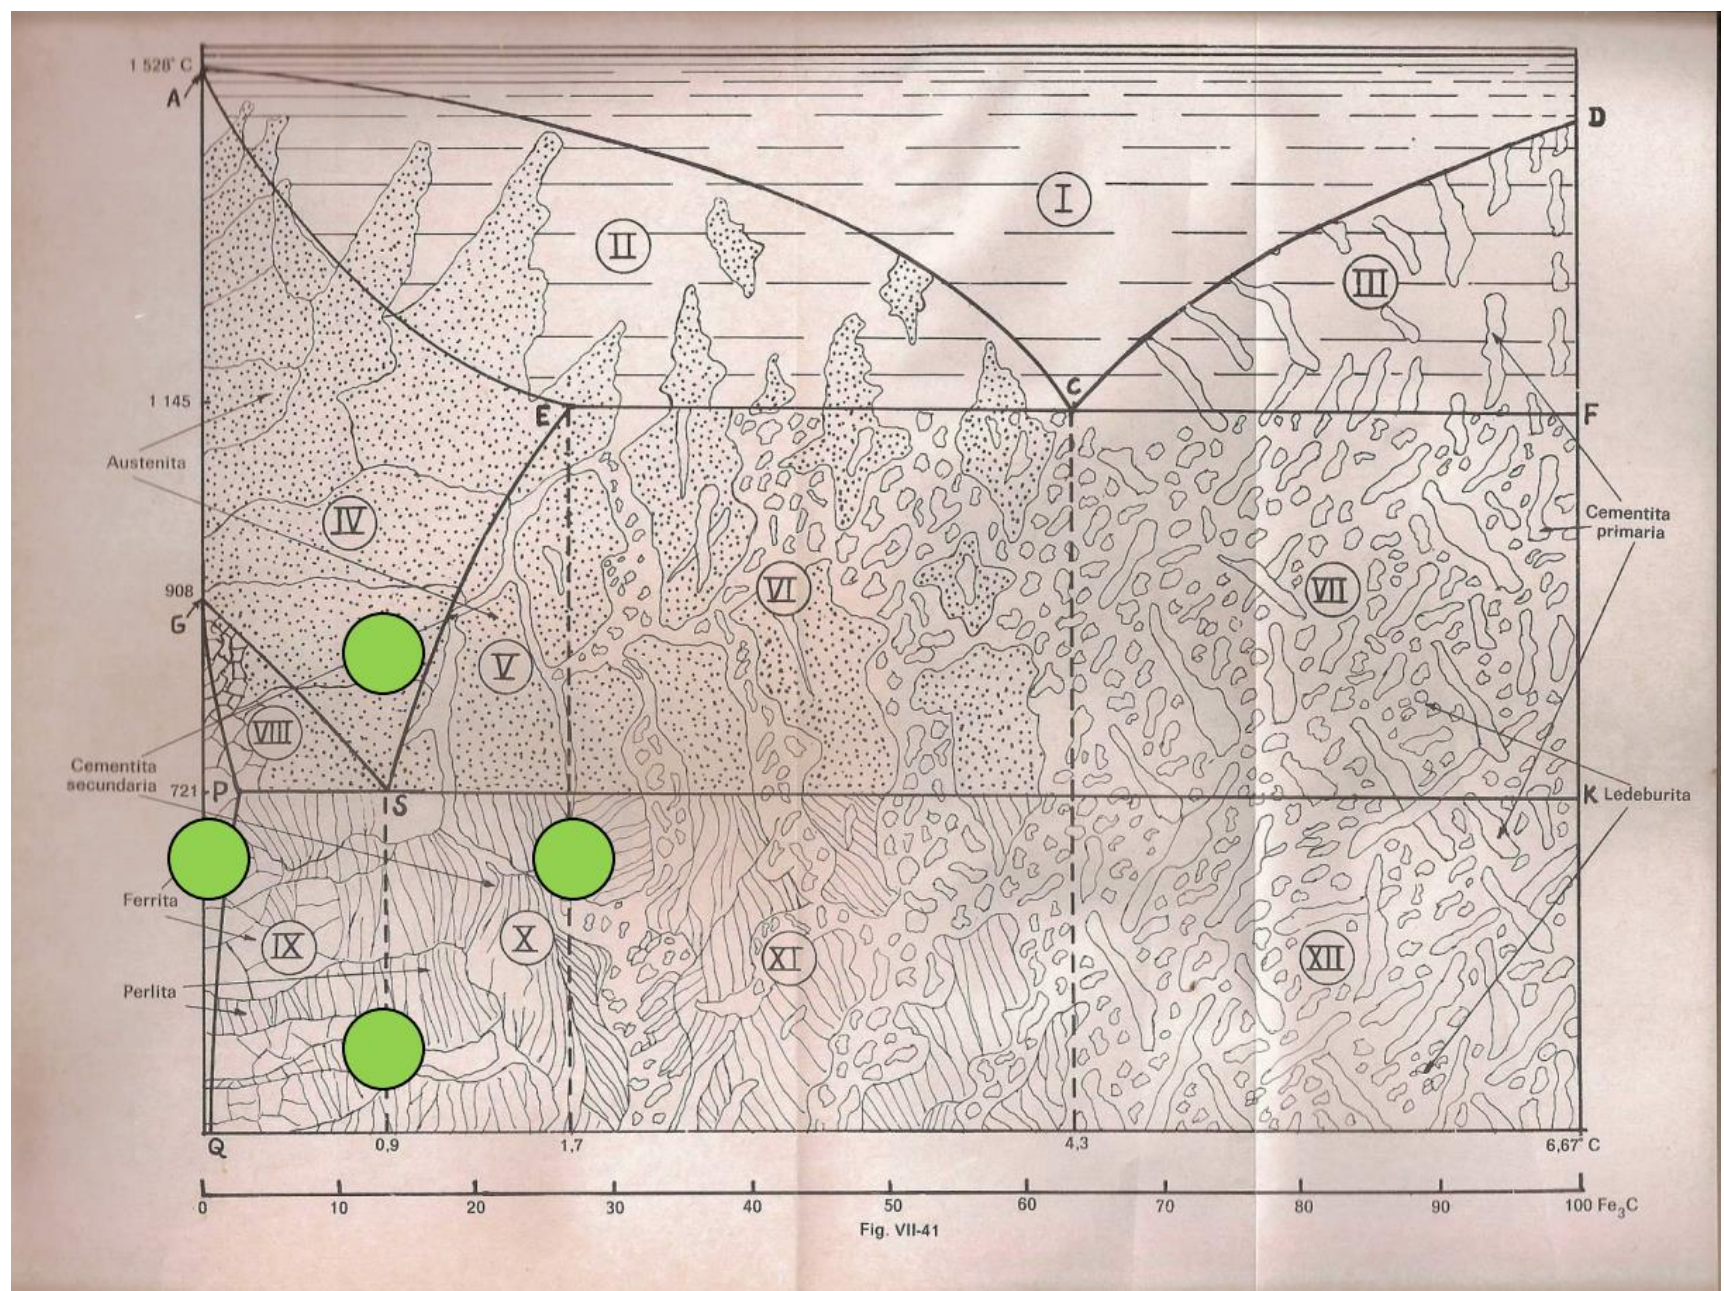 1 528° C
A
D
I
II
III
1 145
E
C
F
Austenita
IV
Cementita
primaria
908
G
VI
VII
V
VIII
Cementita
secundaria
721
P
S
K
Ledeburita
Ferrita
IX
X
XI
XII
Perlita
Q
0,9
1,7
4,3
6,67° C
0
10
20
30
40
50
60
70
80
90
100 Fe₃C
Fig. VII-41